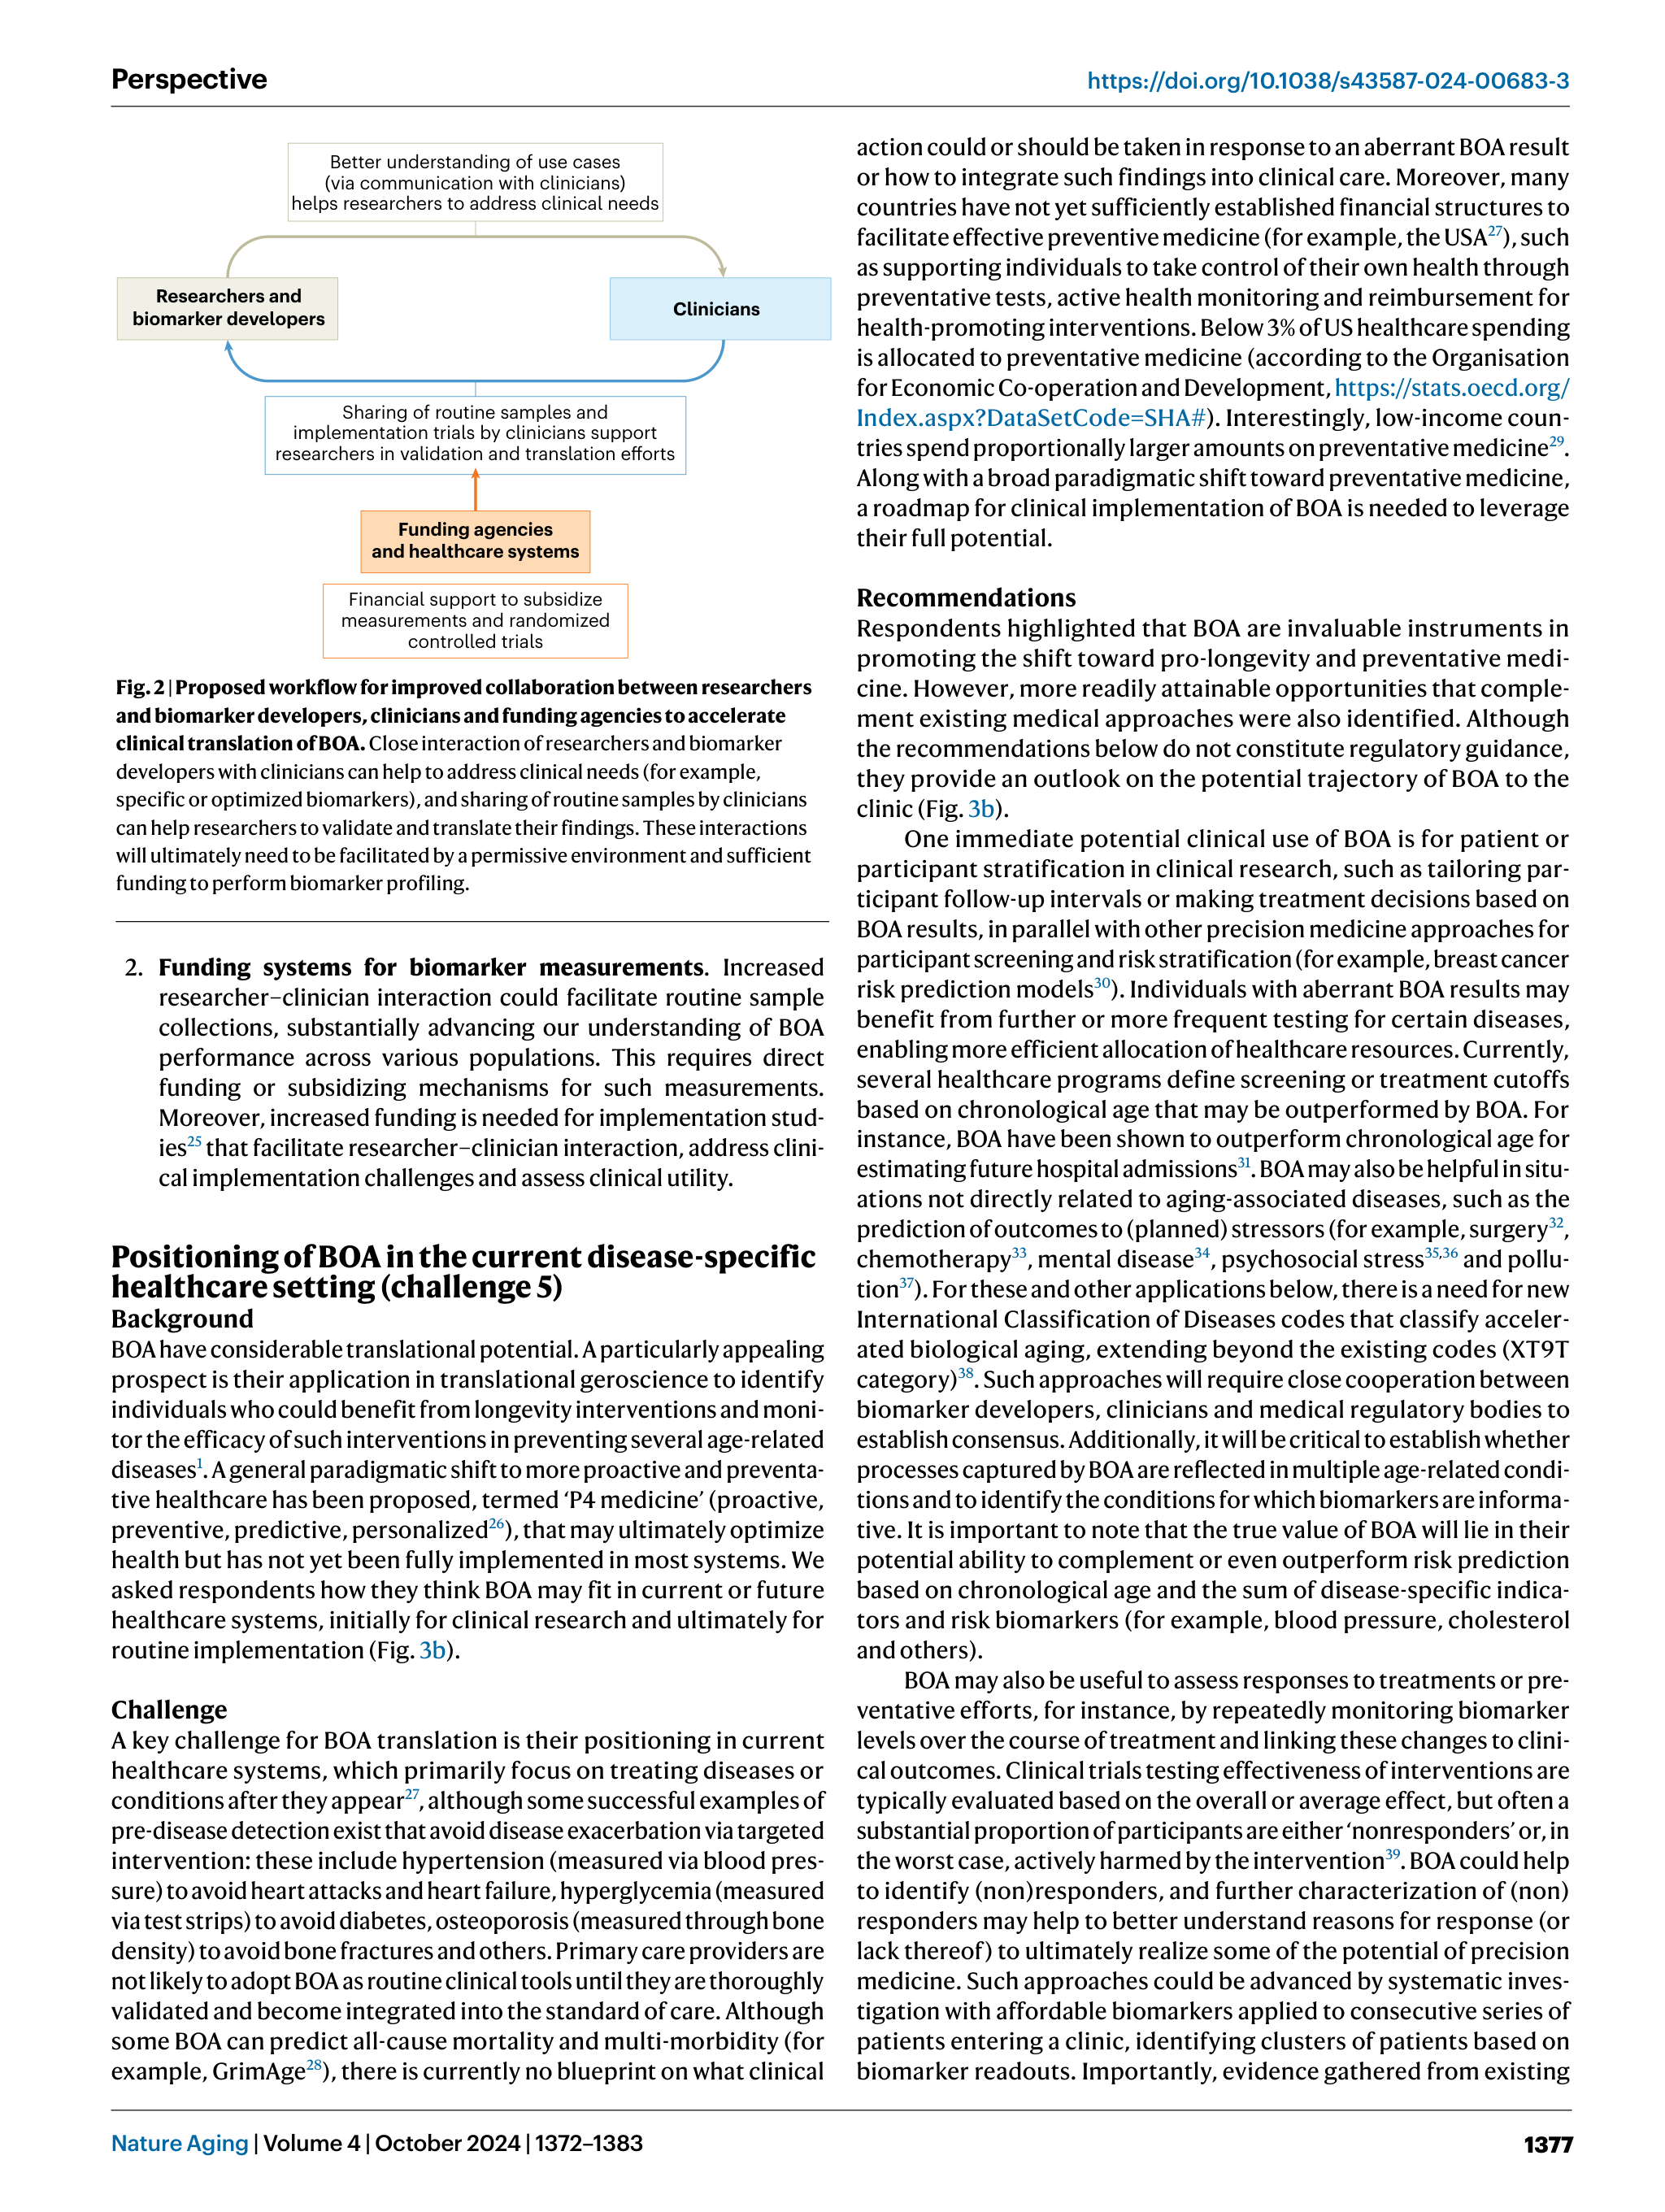 Perspective
https://doi.org/10.1038/s43587-024-00683-3
Better understanding of use cases
(via communication with clinicians)
helps researchers to address clinical needs
Researchers and
biomarker developers
Clinicians
Sharing of routine samples and
implementation trials by clinicians support
researchers in validation and translation efforts
Funding agencies
and healthcare systems
Financial support to subsidize
measurements and randomized
controlled trials
Fig. 2 | Proposed workflow for improved collaboration between researchers
and biomarker developers, clinicians and funding agencies to accelerate
clinical translation of BOA. Close interaction of researchers and biomarker
developers with clinicians can help to address clinical needs (for example,
specific or optimized biomarkers), and sharing of routine samples by clinicians
can help researchers to validate and translate their findings. These interactions
will ultimately need to be facilitated by a permissive environment and sufficient
funding to perform biomarker profiling.
2. Funding systems for biomarker measurements. Increased
researcher–clinician interaction could facilitate routine sample
collections, substantially advancing our understanding of BOA
performance across various populations. This requires direct
funding or subsidizing mechanisms for such measurements.
Moreover, increased funding is needed for implementation stud-
ies25 that facilitate researcher–clinician interaction, address clini-
cal implementation challenges and assess clinical utility.
Positioning of BOA in the current disease-specific
healthcare setting (challenge 5)
Background
BOA have considerable translational potential. A particularly appealing
prospect is their application in translational geroscience to identify
individuals who could benefit from longevity interventions and moni-
tor the efficacy of such interventions in preventing several age-related
diseases1. A general paradigmatic shift to more proactive and preventa-
tive healthcare has been proposed, termed ‘P4 medicine’ (proactive,
preventive, predictive, personalized26), that may ultimately optimize
health but has not yet been fully implemented in most systems. We
asked respondents how they think BOA may fit in current or future
healthcare systems, initially for clinical research and ultimately for
routine implementation (Fig. 3b).
Challenge
A key challenge for BOA translation is their positioning in current
healthcare systems, which primarily focus on treating diseases or
conditions after they appear27, although some successful examples of
pre-disease detection exist that avoid disease exacerbation via targeted
intervention: these include hypertension (measured via blood pres-
sure) to avoid heart attacks and heart failure, hyperglycemia (measured
via test strips) to avoid diabetes, osteoporosis (measured through bone
density) to avoid bone fractures and others. Primary care providers are
not likely to adopt BOA as routine clinical tools until they are thoroughly
validated and become integrated into the standard of care. Although
some BOA can predict all-cause mortality and multi-morbidity (for
example, GrimAge28), there is currently no blueprint on what clinical
action could or should be taken in response to an aberrant BOA result
or how to integrate such findings into clinical care. Moreover, many
countries have not yet sufficiently established financial structures to
facilitate effective preventive medicine (for example, the USA27), such
as supporting individuals to take control of their own health through
preventative tests, active health monitoring and reimbursement for
health-promoting interventions. Below 3% of US healthcare spending
is allocated to preventative medicine (according to the Organisation
for Economic Co-operation and Development, https://stats.oecd.org/
Index.aspx?DataSetCode=SHA#). Interestingly, low-income coun-
tries spend proportionally larger amounts on preventative medicine29.
Along with a broad paradigmatic shift toward preventative medicine,
a roadmap for clinical implementation of BOA is needed to leverage
their full potential.
Recommendations
Respondents highlighted that BOA are invaluable instruments in
promoting the shift toward pro-longevity and preventative medi-
cine. However, more readily attainable opportunities that comple-
ment existing medical approaches were also identified. Although
the recommendations below do not constitute regulatory guidance,
they provide an outlook on the potential trajectory of BOA to the
clinic (Fig. 3b).
One immediate potential clinical use of BOA is for patient or
participant stratification in clinical research, such as tailoring par-
ticipant follow-up intervals or making treatment decisions based on
BOA results, in parallel with other precision medicine approaches for
participant screening and risk stratification (for example, breast cancer
risk prediction models30). Individuals with aberrant BOA results may
benefit from further or more frequent testing for certain diseases,
enabling more efficient allocation of healthcare resources. Currently,
several healthcare programs define screening or treatment cutoffs
based on chronological age that may be outperformed by BOA. For
instance, BOA have been shown to outperform chronological age for
estimating future hospital admissions31. BOA may also be helpful in situ-
ations not directly related to aging-associated diseases, such as the
prediction of outcomes to (planned) stressors (for example, surgery32,
chemotherapy33, mental disease34, psychosocial stress35,36 and pollu-
tion37). For these and other applications below, there is a need for new
International Classification of Diseases codes that classify acceler-
ated biological aging, extending beyond the existing codes (XT9T
category)38. Such approaches will require close cooperation between
biomarker developers, clinicians and medical regulatory bodies to
establish consensus. Additionally, it will be critical to establish whether
processes captured by BOA are reflected in multiple age-related condi-
tions and to identify the conditions for which biomarkers are informa-
tive. It is important to note that the true value of BOA will lie in their
potential ability to complement or even outperform risk prediction
based on chronological age and the sum of disease-specific indica-
tors and risk biomarkers (for example, blood pressure, cholesterol
and others).
BOA may also be useful to assess responses to treatments or pre-
ventative efforts, for instance, by repeatedly monitoring biomarker
levels over the course of treatment and linking these changes to clini-
cal outcomes. Clinical trials testing effectiveness of interventions are
typically evaluated based on the overall or average effect, but often a
substantial proportion of participants are either ‘nonresponders’ or, in
the worst case, actively harmed by the intervention39. BOA could help
to identify (non)responders, and further characterization of (non)
responders may help to better understand reasons for response (or
lack thereof) to ultimately realize some of the potential of precision
medicine. Such approaches could be advanced by systematic inves-
tigation with affordable biomarkers applied to consecutive series of
patients entering a clinic, identifying clusters of patients based on
biomarker readouts. Importantly, evidence gathered from existing
Nature Aging | Volume 4 | October 2024 | 1372–1383
1377